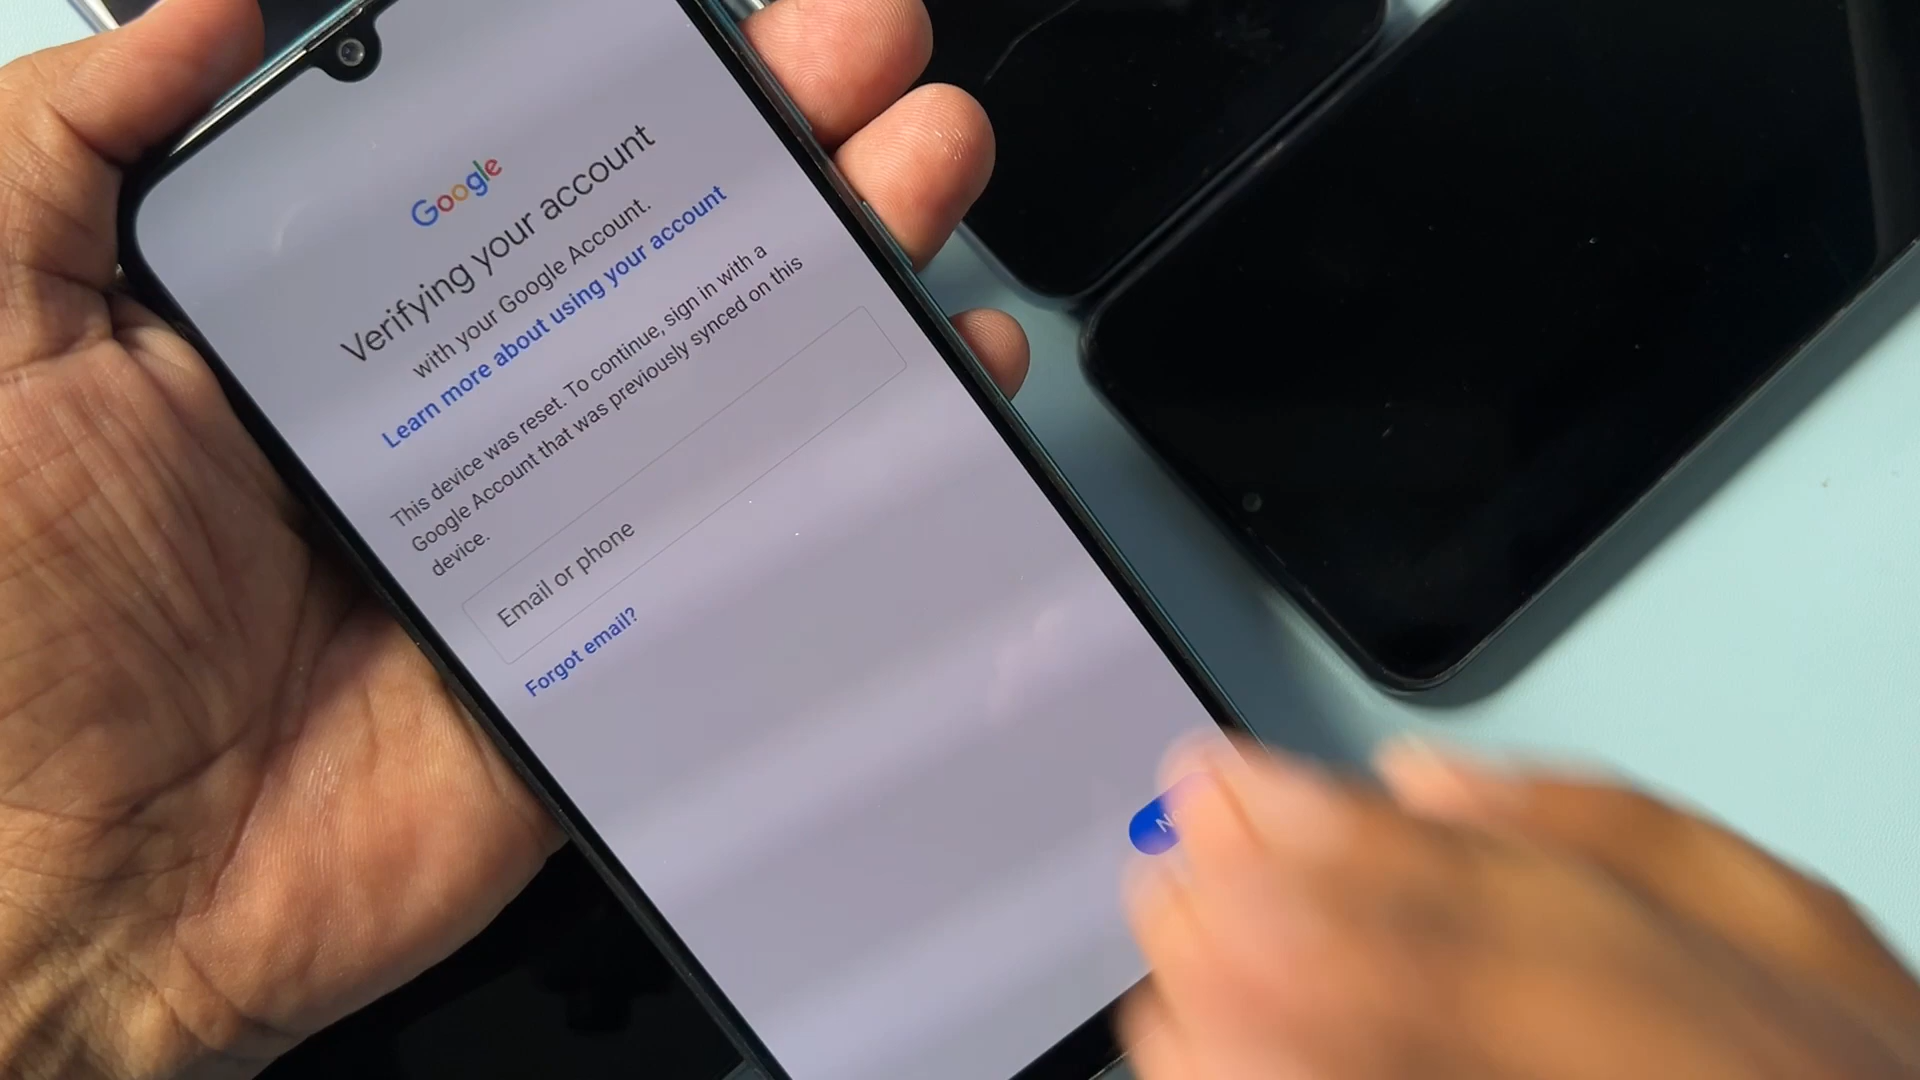 Google
Verifying your account
with your Google Account.
Learn more about using your account
This device was reset. To continue, sign in with a
Google Account that was previously synced on this
device.
Email or phone
Forgot email?